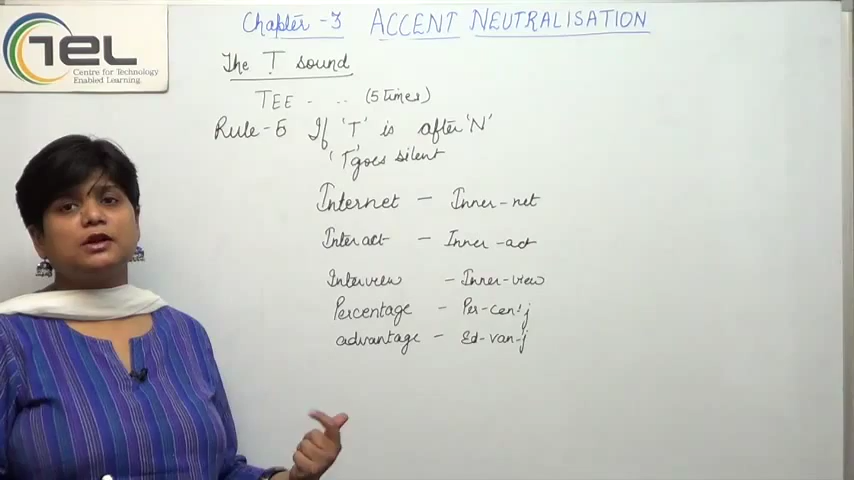 Chapter - 3 ACCENT NEUTRALISATION
TEL
Centre for Technology
Enabled Learning
The T sound
TEE - .. (5 times)
Rule-5 If 'T' is after 'N'
'T' goes silent
Internet - Inner-net
Interact - Inner-act
Interview - Inner-view
Percentage - Per-cen'j
advantage - Ed-van-j